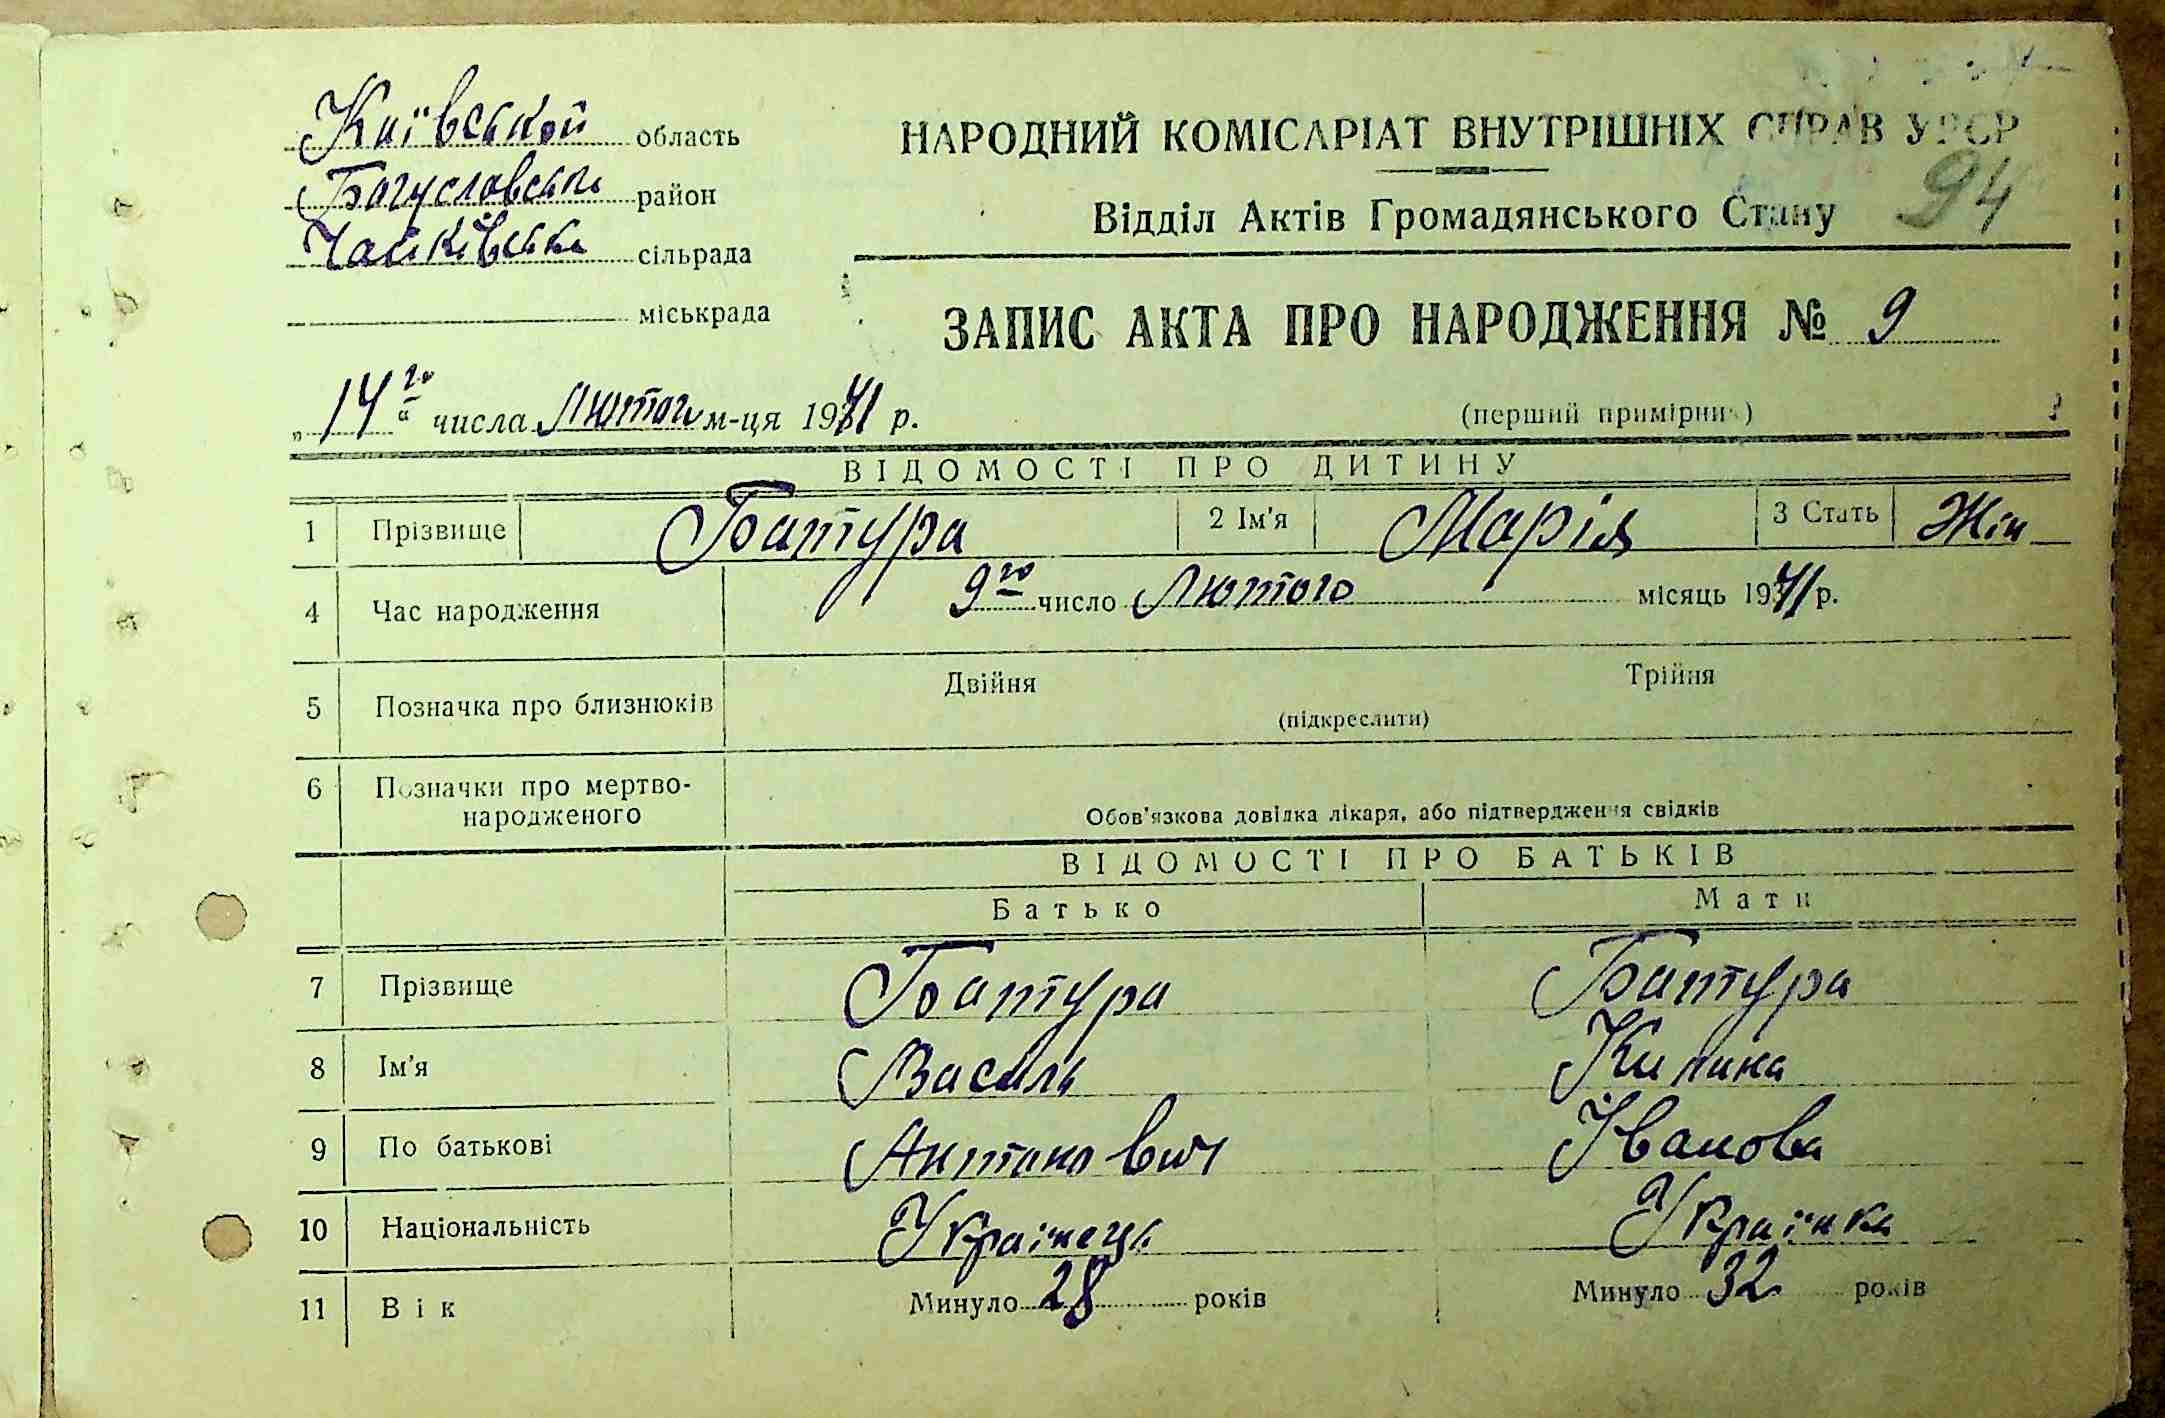 Київської область
Богуславськ район
Чайківська сільрада
міськрада
НАРОДНИЙ КОМІСАРІАТ ВНУТРІШНІХ СПРАВ УРСР
Відділ Актів Громадянського Стану
94
ЗАПИС АКТА ПРО НАРОДЖЕННЯ № 9
„14го“ числа Лютого м-ця 1941 р.
(перший примірник)
ВІДОМОСТІ ПРО ДИТИНУ
1 Прізвище Батура 2 Ім'я Марія 3 Стать Жін
4 Час народження 9го число Лютого місяць 1941 р.
5 Позначка про близнюків Двійня Трійня
(підкреслити)
6 Позначки про мертво-
народженого
Обов'язкова довідка лікаря, або підтвердження свідків
ВІДОМОСТІ ПРО БАТЬКІВ
Батько Мати
7 Прізвище Батура Батура
8 Ім'я Василь Килина
9 По батькові Антонович Іванова
10 Національність Українець Українка
11 Вік Минуло 28 років Минуло 32 років